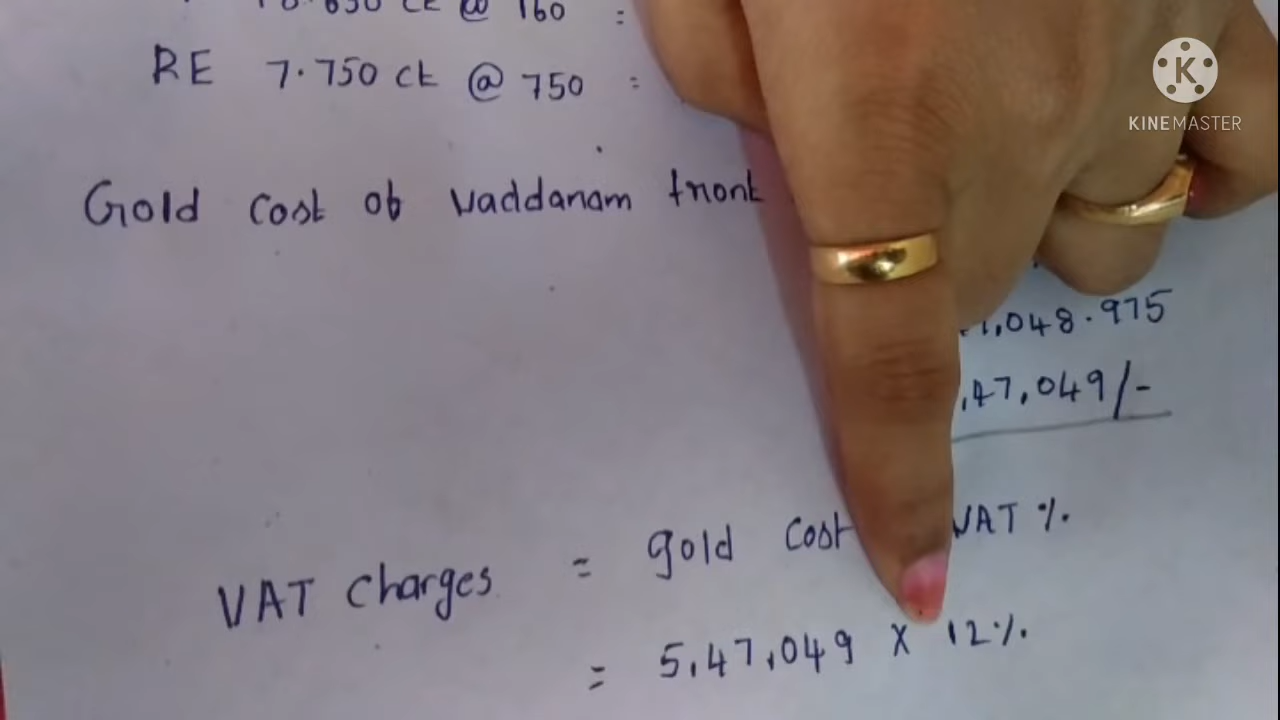 @ 160 =
RE 7.750 ct @ 750 =
Gold cost of vaddanam front
,048.975
,47,049/-
VAT charges = gold cost VAT %
= 5,47,049 X 12%
KINEMASTER